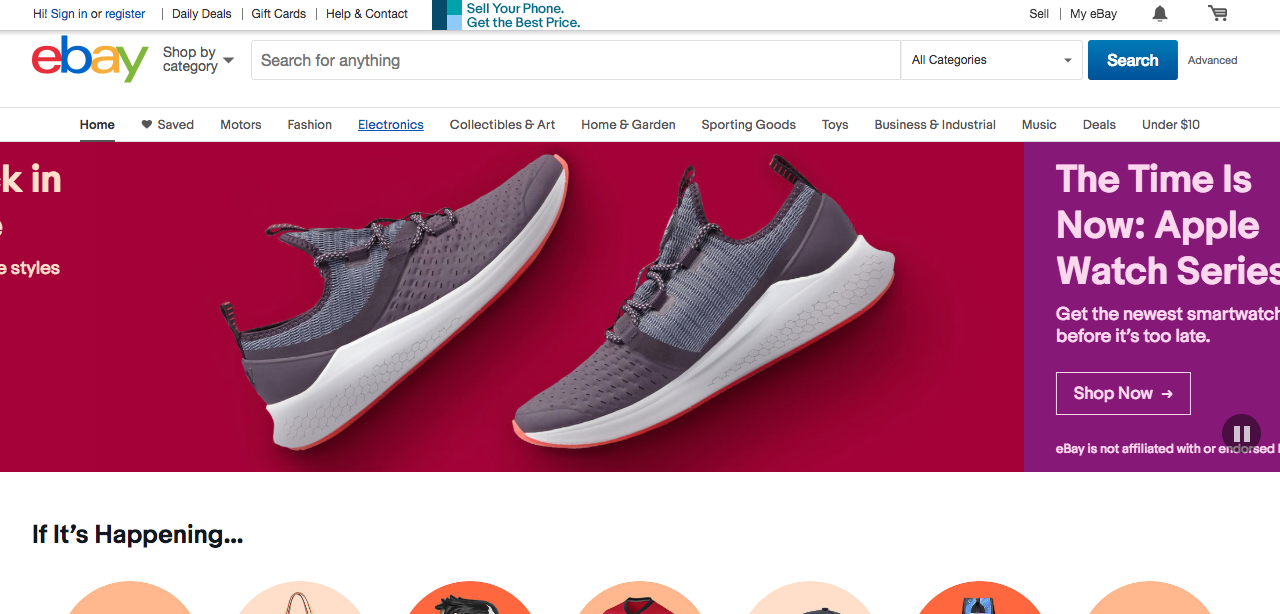 Hi! Sign in or register
Daily Deals
Gift Cards
Help & Contact
Sell Your Phone.
Get the Best Price.
Sell
My eBay
ebay
Shop by
category
Search for anything
All Categories
Search
Advanced
Home
Saved
Motors
Fashion
Electronics
Collectibles & Art
Home & Garden
Sporting Goods
Toys
Business & Industrial
Music
Deals
Under $10
k in
e
e styles
The Time Is
Now: Apple
Watch Series
Get the newest smartwatch
before it's too late.
Shop Now →
eBay is not affiliated with or endorsed
If It's Happening...